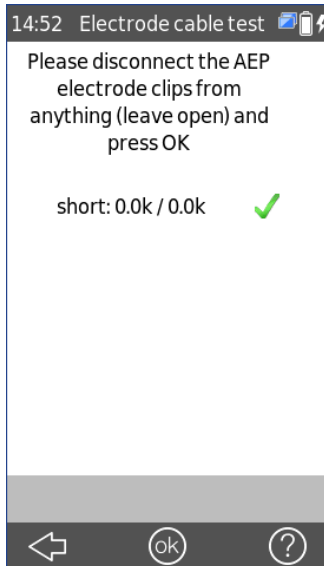 14:52 Electrode cable test
Please disconnect the AEP
electrode clips from
anything (leave open) and
press OK
short: 0.0k / 0.0k
ok
?